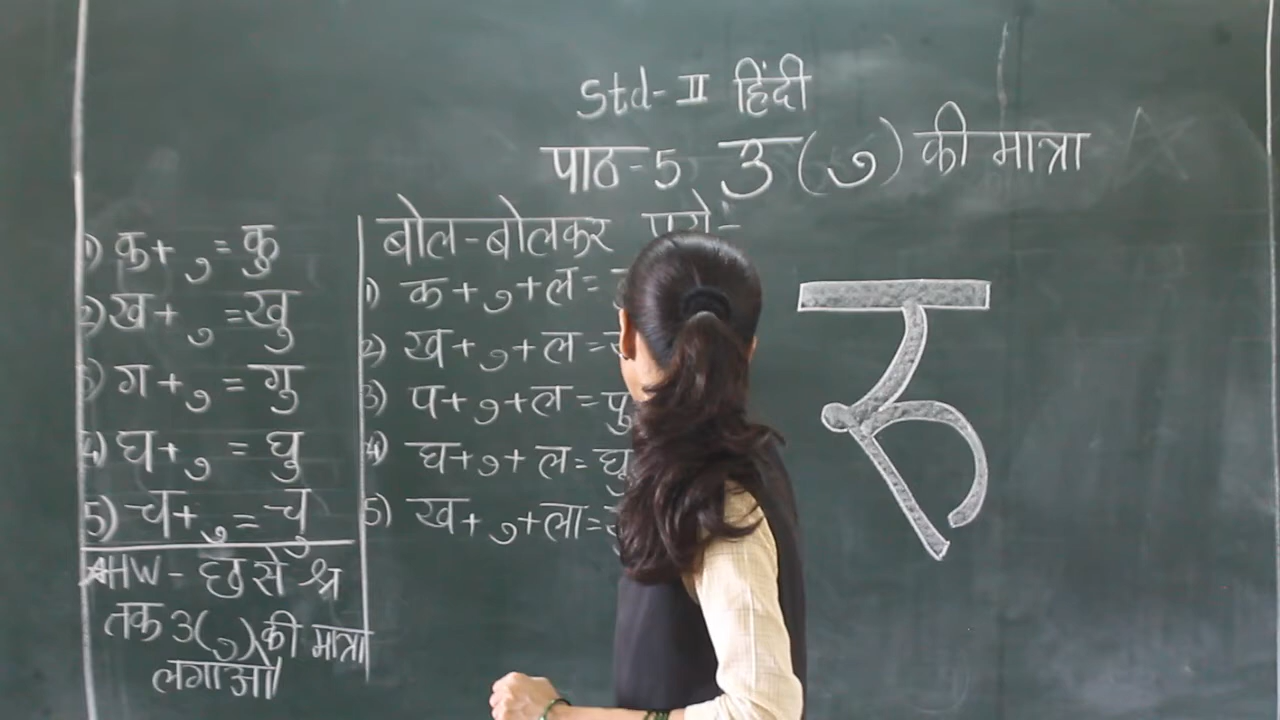 Std-II हिंदी
पाठ-5 उ(ु) की मात्रा
1) क+ ु = कु
2) ख+ ु = खु
3) ग+ ु = गु
4) घ+ ु = घु
5) च+ ु = चु
HW - छ से श्र
तक उ(ु) की मात्रा
लगाओ।
बोल-बोलकर
1) क+ ु+ल=
2) ख+ ु+ल=
3) प+ ु+ल=पु
4) घ+ ु+ल=घु
5) ख+ ु+ला=
रु